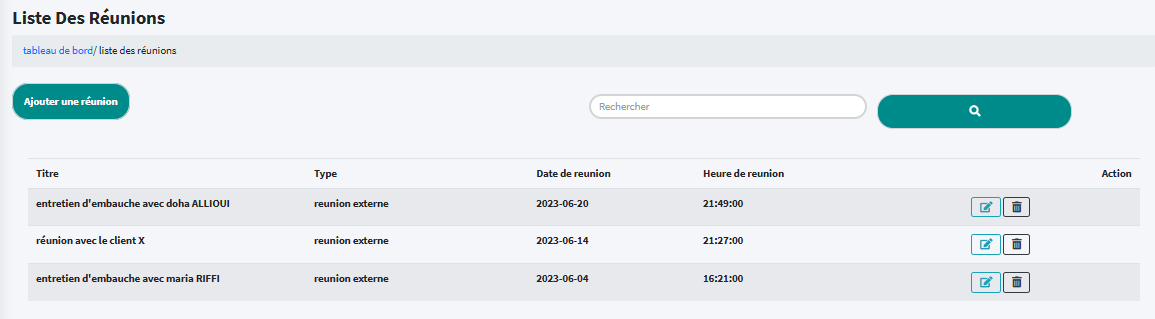 Liste Des Réunions
tableau de bord/ liste des réunions
Ajouter une réunion
Rechercher
Titre Type Date de reunion Heure de reunion Action
entretien d'embauche avec doha ALLIOUI reunion externe 2023-06-20 21:49:00
réunion avec le client X reunion externe 2023-06-14 21:27:00
entretien d'embauche avec maria RIFFI reunion externe 2023-06-04 16:21:00